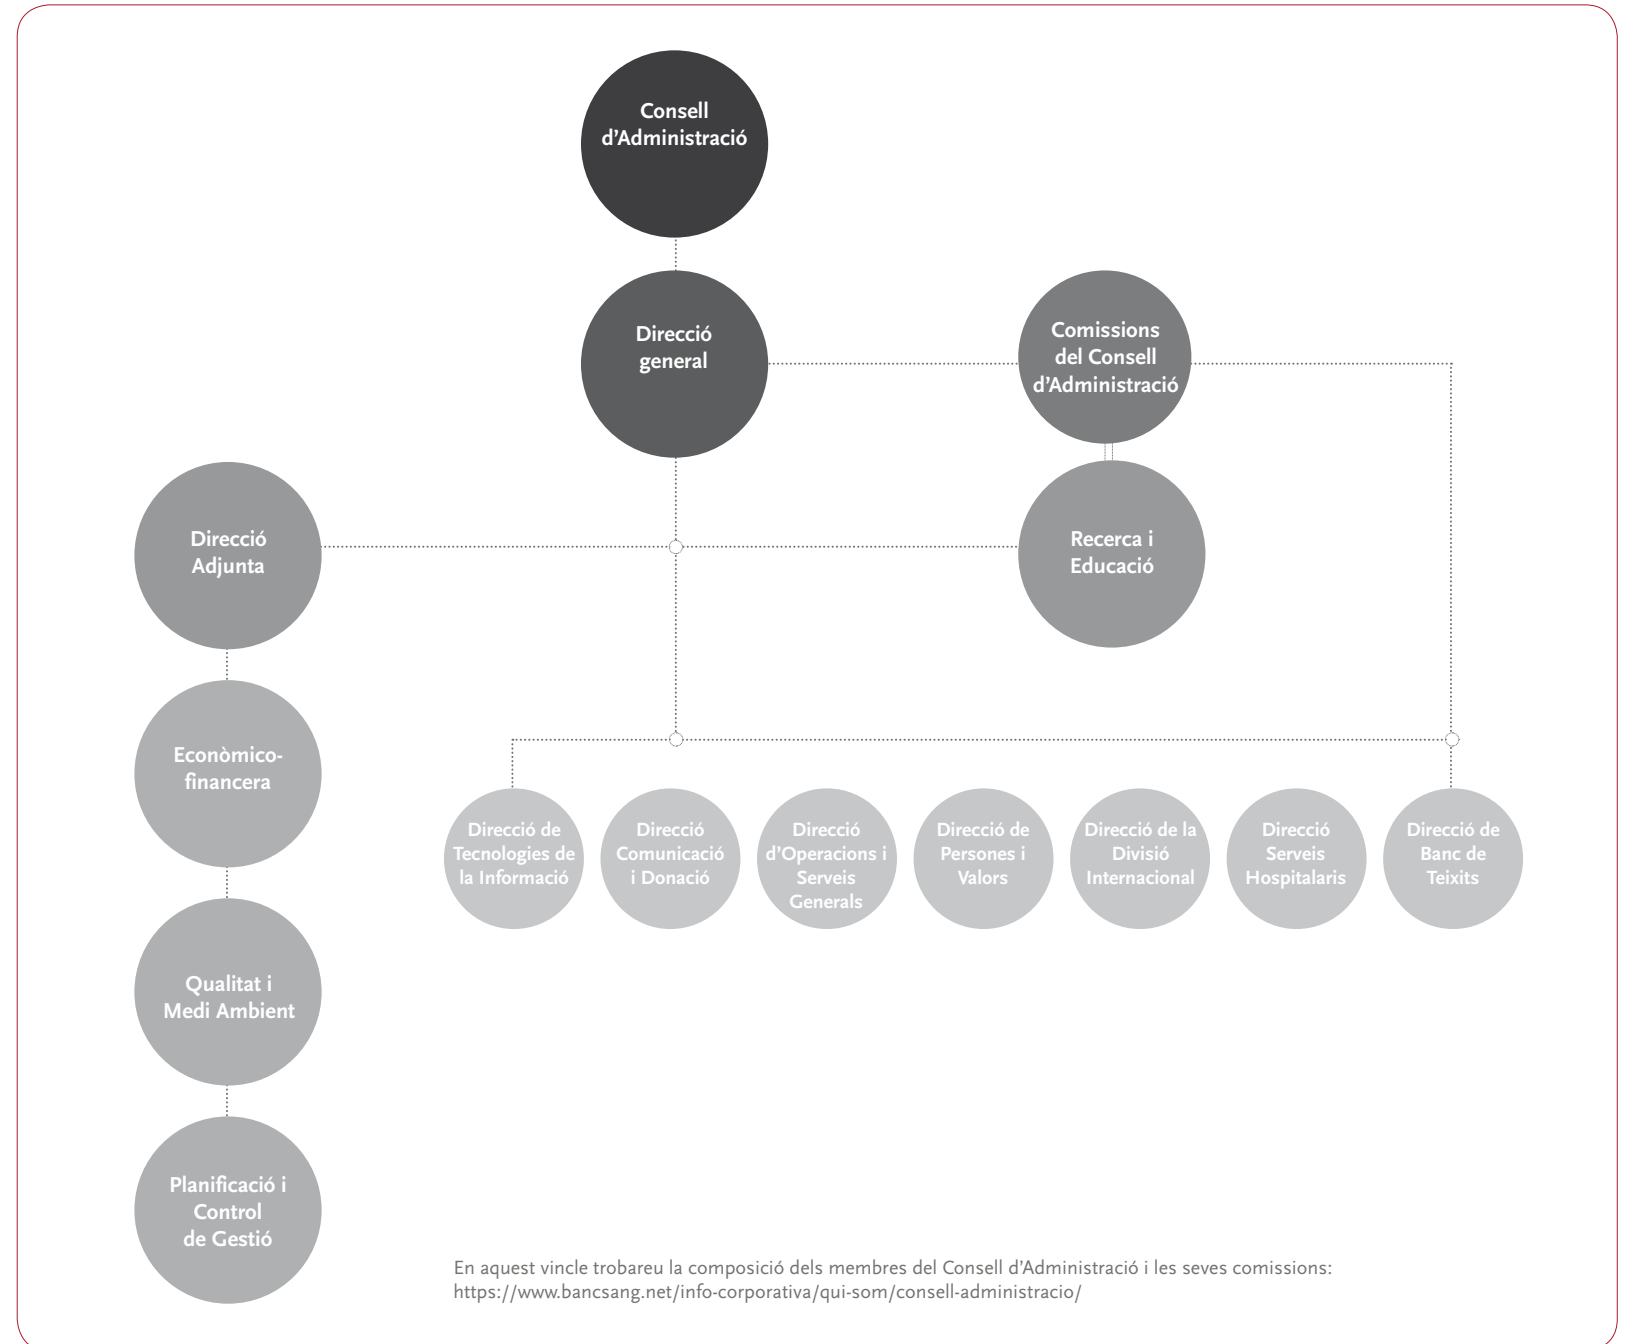 Consell
d’Administració
Direcció
general
Comissions
del Consell
d’Administració
Direcció
Adjunta
Recerca i
Educació
Econòmico-
financera
Direcció de
Tecnologies de
la Informació
Direcció
Comunicació
i Donació
Direcció
d’Operacions i
Serveis
Generals
Direcció de
Persones i
Valors
Direcció de la
Divisió
Internacional
Direcció
Serveis
Hospitalaris
Direcció de
Banc de
Teixits
Qualitat i
Medi Ambient
Planificació i
Control
de Gestió
En aquest vincle trobareu la composició dels membres del Consell d’Administració i les seves comissions:
https://www.bancsang.net/info-corporativa/qui-som/consell-administracio/